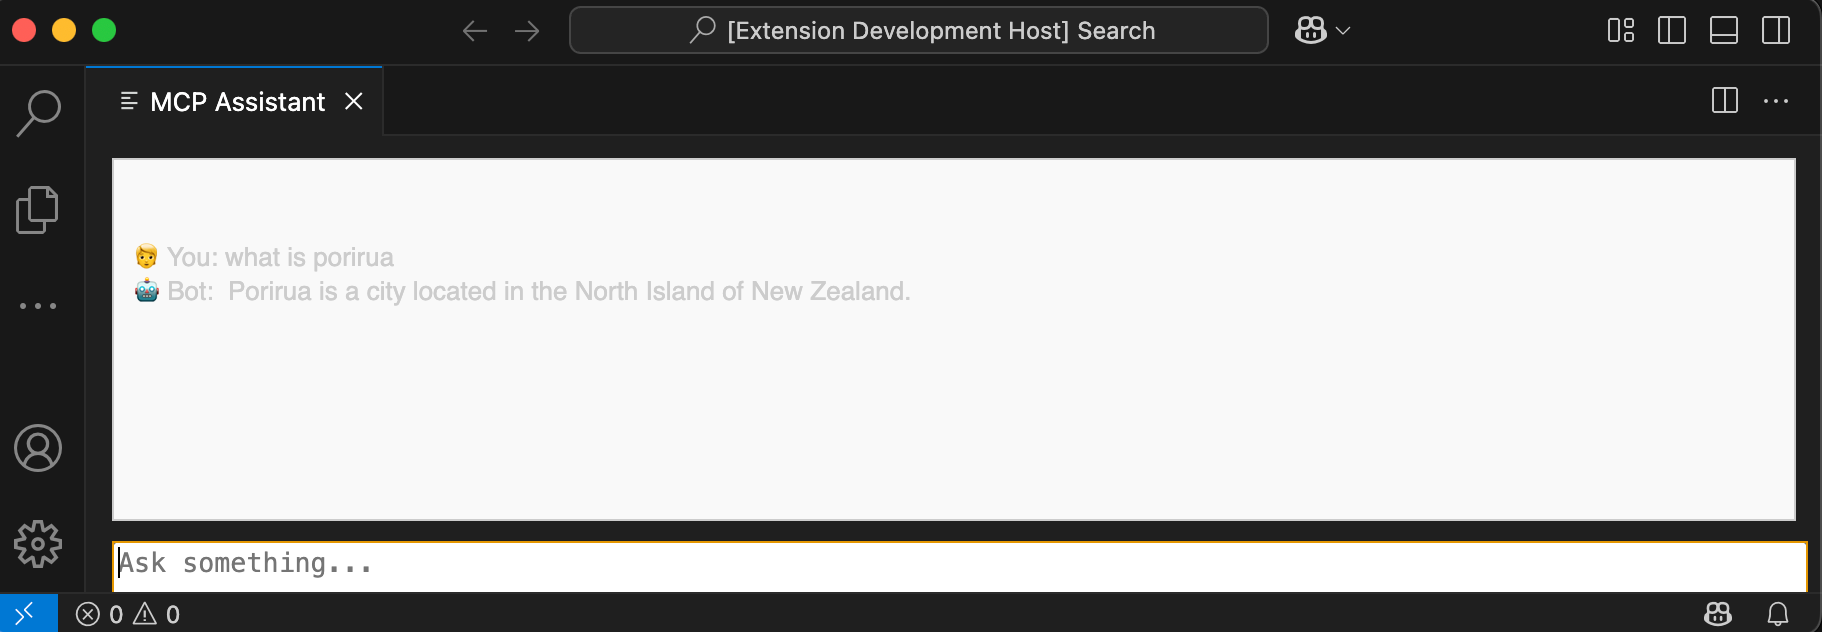 [Extension Development Host] Search
MCP Assistant
You: what is porirua
Bot:  Porirua is a city located in the North Island of New Zealand.
Ask something...
0 0